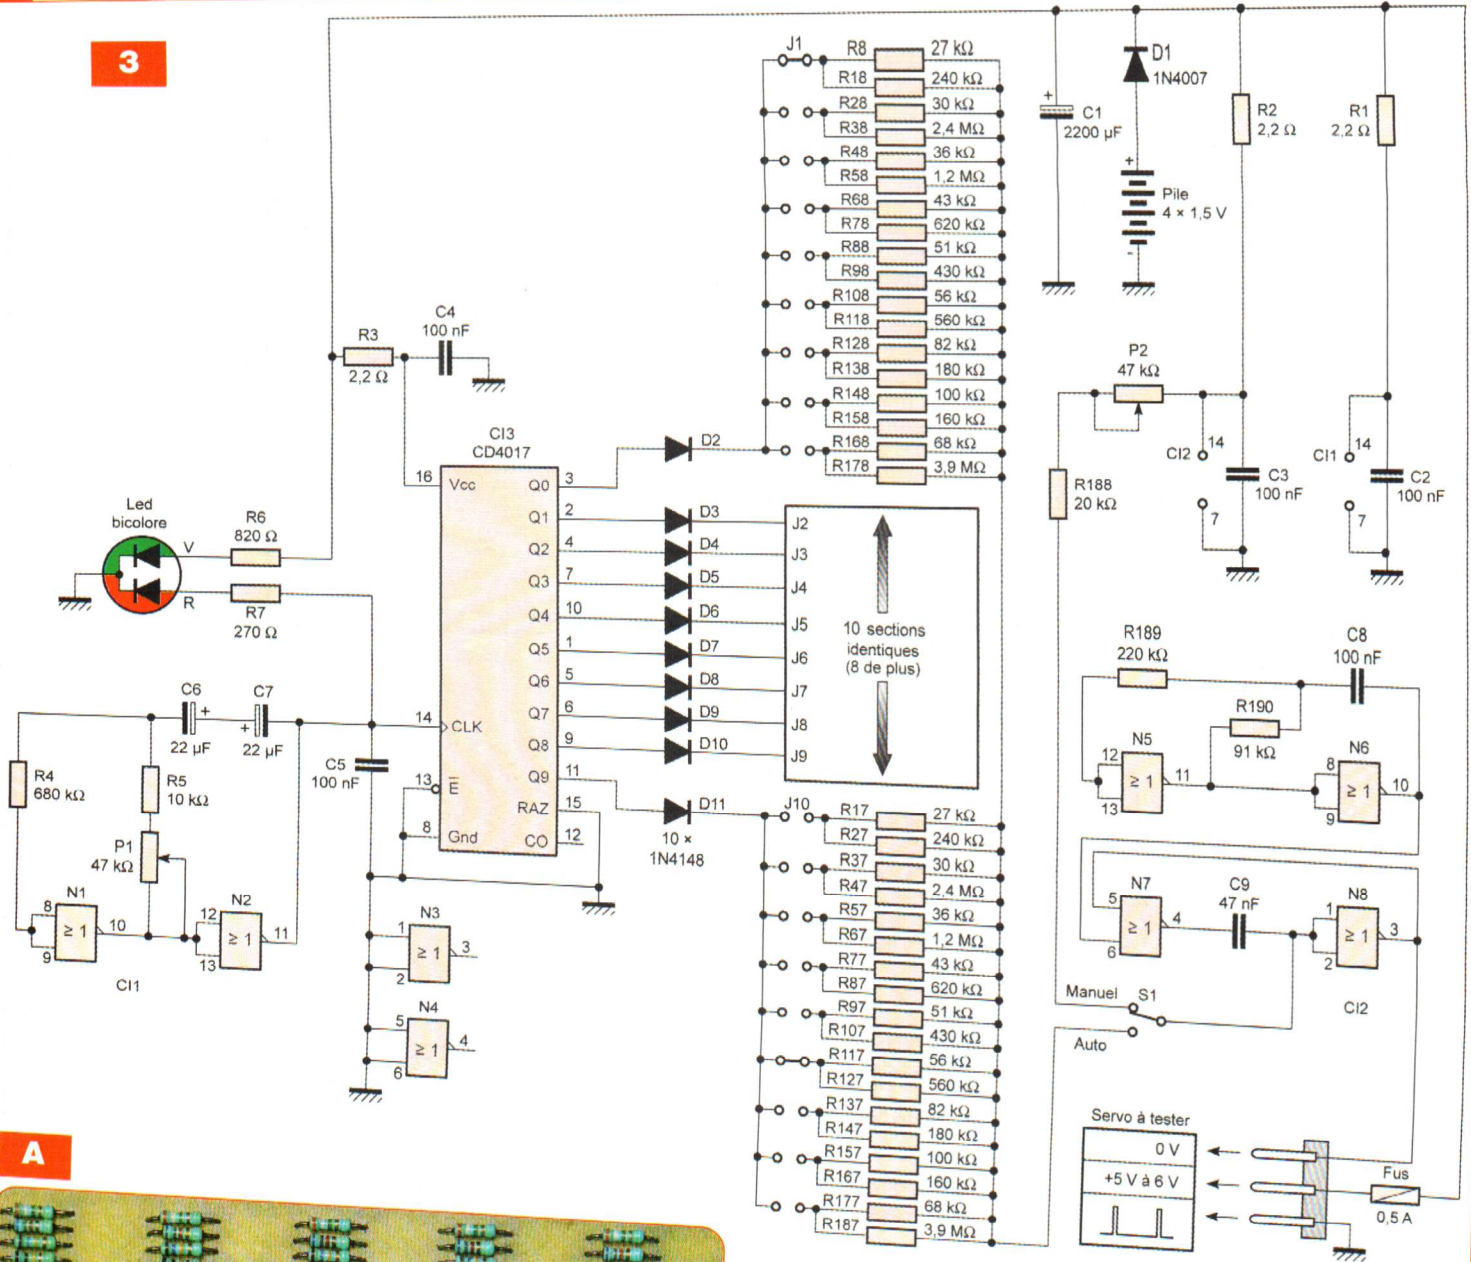 3
J1
R8 27 kΩ
R18 240 kΩ
R28 30 kΩ
R38 2,4 MΩ
R48 36 kΩ
R58 1,2 MΩ
R68 43 kΩ
R78 620 kΩ
R88 51 kΩ
R98 430 kΩ
R108 56 kΩ
R118 560 kΩ
R128 82 kΩ
R138 180 kΩ
R148 100 kΩ
R158 160 kΩ
R168 68 kΩ
R178 3,9 MΩ
+
C1
2200 µF
D1
1N4007
+
Pile
4 × 1,5 V
-
R2
2,2 Ω
R1
2,2 Ω
R3
2,2 Ω
C4
100 nF
P2
47 kΩ
R188
20 kΩ
CI2
14
7
C3
100 nF
CI1
14
7
C2
100 nF
CI3
CD4017
16 Vcc
Q0 3
Q1 2
Q2 4
Q3 7
Q4 10
Q5 1
Q6 5
Q7 6
Q8 9
Q9 11
RAZ 15
CO 12
14 CLK
13 E
8 Gnd
D2
D3 J2
D4 J3
D5 J4
D6 J5
D7 J6
D8 J7
D9 J8
D10 J9
D11
10 ×
1N4148
10 sections
identiques
(8 de plus)
Led
bicolore
V
R
R6
820 Ω
R7
270 Ω
C6
+
22 µF
C7
+
22 µF
R4
680 kΩ
R5
10 kΩ
P1
47 kΩ
C5
100 nF
N1
8
9
≥ 1
10
N2
12
13
≥ 1
11
CI1
N3
1
2
≥ 1
3
N4
5
6
≥ 1
4
J10
R17 27 kΩ
R27 240 kΩ
R37 30 kΩ
R47 2,4 MΩ
R57 36 kΩ
R67 1,2 MΩ
R77 43 kΩ
R87 620 kΩ
R97 51 kΩ
R107 430 kΩ
R117 56 kΩ
R127 560 kΩ
R137 82 kΩ
R147 180 kΩ
R157 100 kΩ
R167 160 kΩ
R177 68 kΩ
R187 3,9 MΩ
R189
220 kΩ
C8
100 nF
R190
91 kΩ
N5
12
13
≥ 1
11
N6
8
9
≥ 1
10
N7
5
6
≥ 1
4
C9
47 nF
N8
1
2
≥ 1
3
CI2
Manuel
S1
Auto
Servo à tester
0 V
+5 V à 6 V
Fus
0,5 A
A